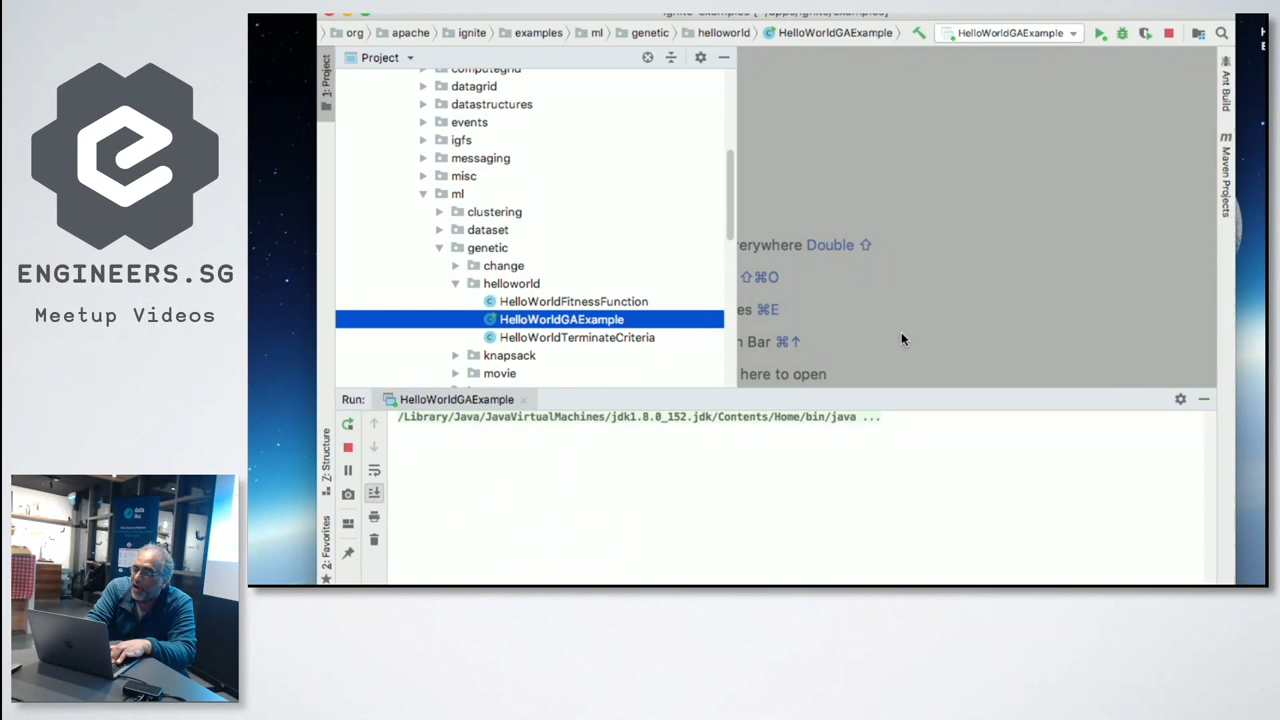 ENGINEERS.SG
Meetup Videos
org apache ignite examples ml genetic helloworld HelloWorldGAExample HelloWorldGAExample
1: Project
Project
datagrid
datastructures
events
igfs
messaging
misc
ml
clustering
dataset
genetic
change
helloworld
HelloWorldFitnessFunction
HelloWorldGAExample
HelloWorldTerminateCriteria
knapsack
movie
erywhere Double ⇧
⇧⌘O
es ⌘E
n Bar ⌘↑
here to open
Ant Build
m Maven Projects
Run: HelloWorldGAExample
/Library/Java/JavaVirtualMachines/jdk1.8.0_152.jdk/Contents/Home/bin/java ...
Z: Structure
2: Favorites
data
iku